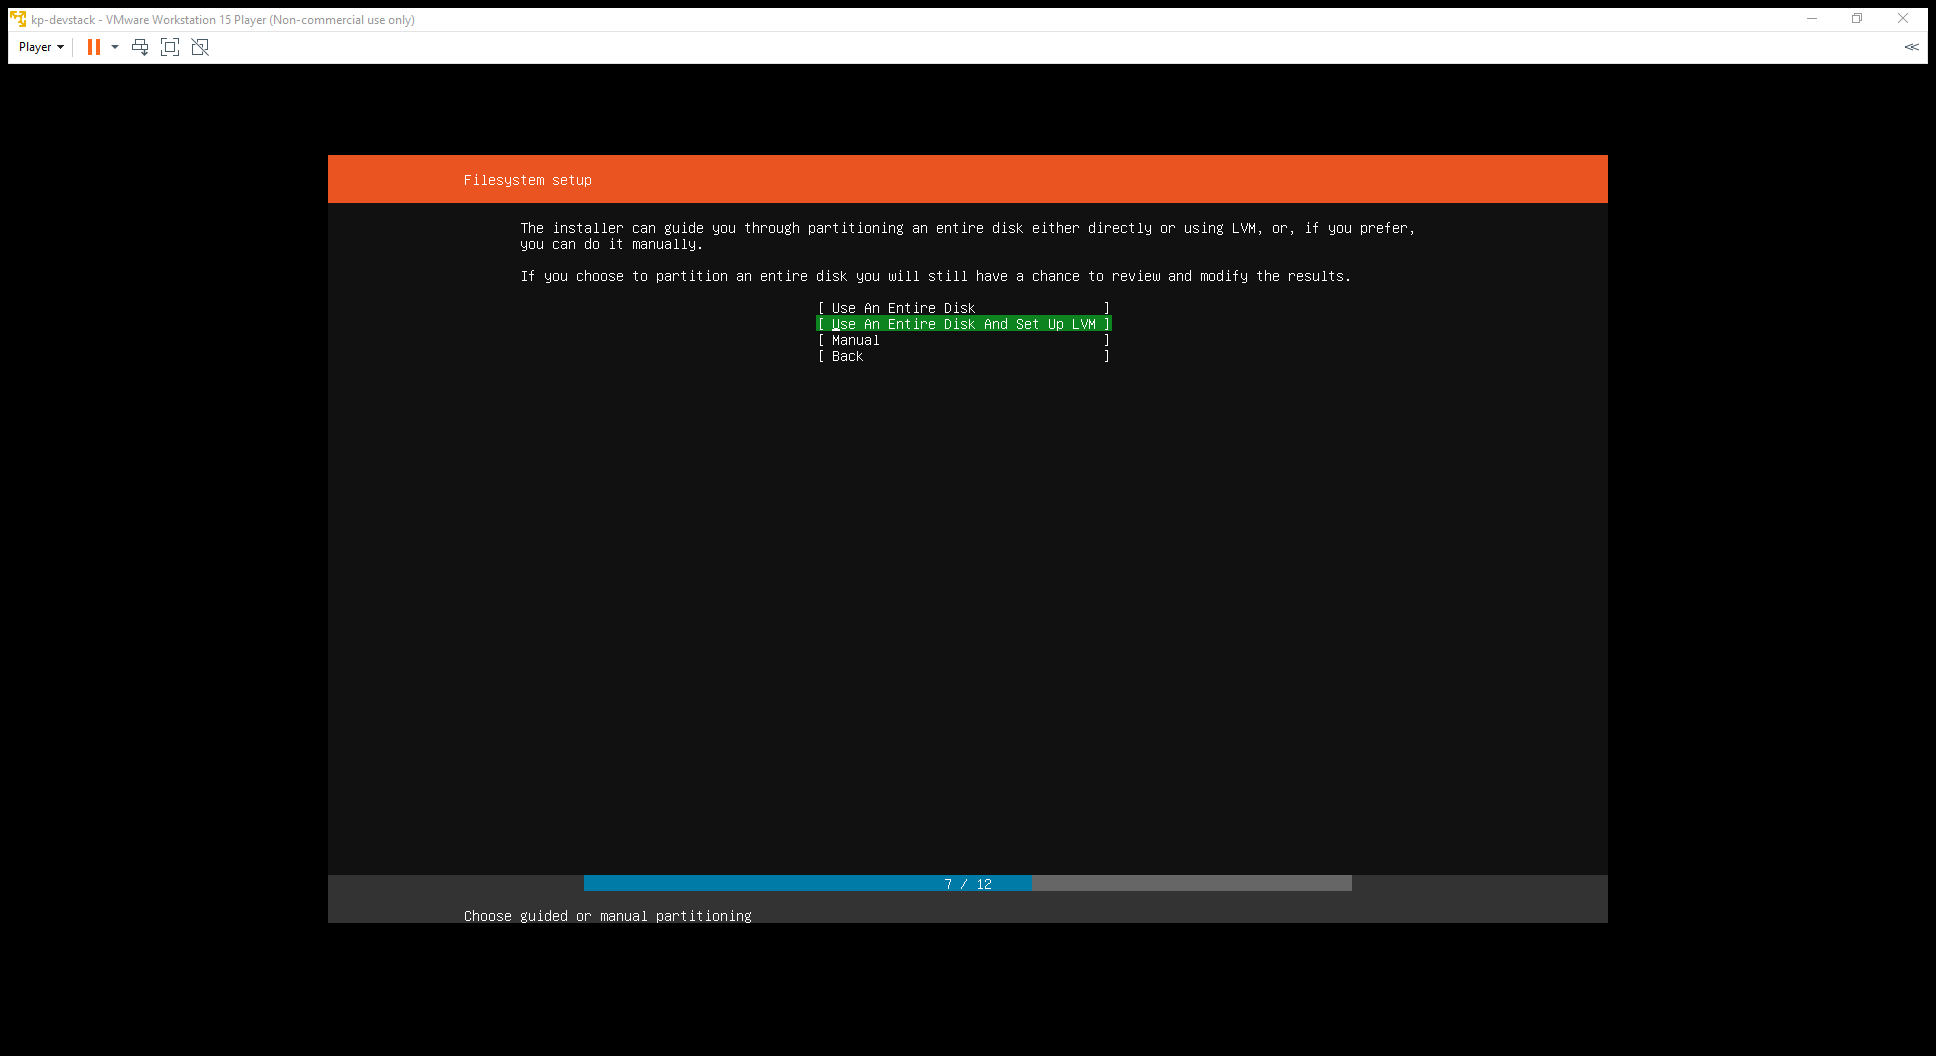 kp-devstack - VMware Workstation 15 Player (Non-commercial use only)
Player
Filesystem setup
The installer can guide you through partitioning an entire disk either directly or using LVM, or, if you prefer,
you can do it manually.
If you choose to partition an entire disk you will still have a chance to review and modify the results.
[ Use An Entire Disk ]
[ Use An Entire Disk And Set Up LVM ]
[ Manual ]
[ Back ]
7 / 12
Choose guided or manual partitioning